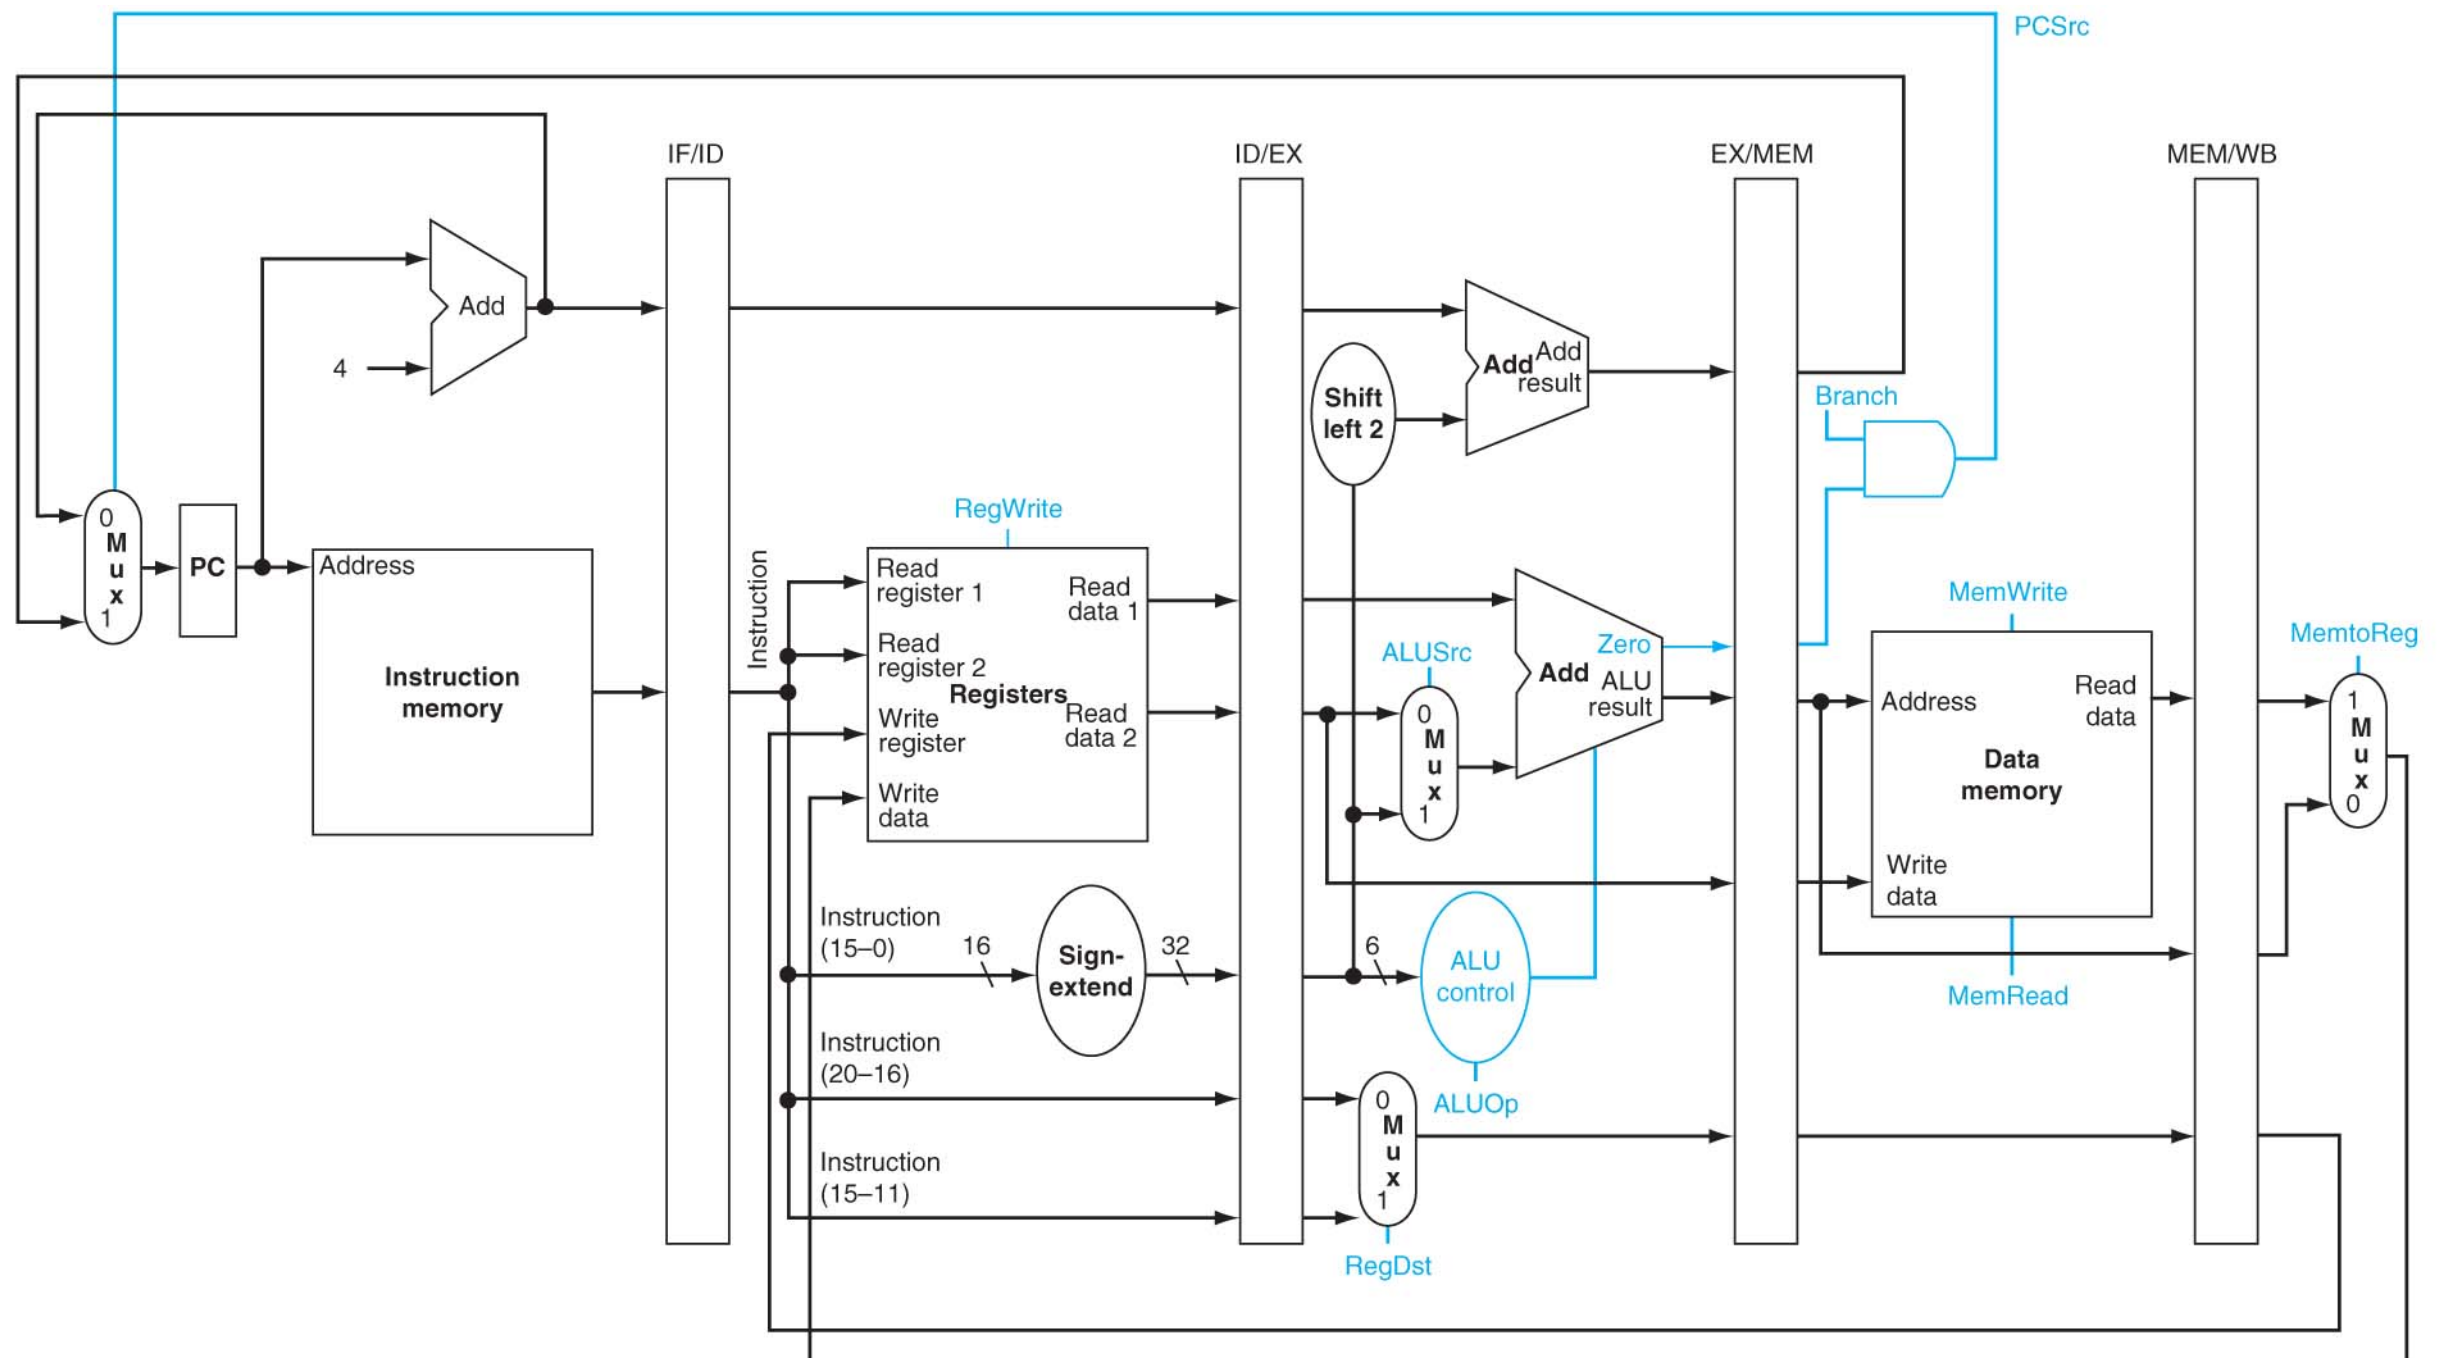 PCSrc
IF/ID
ID/EX
EX/MEM
MEM/WB
Add
4
Shift
left 2
Add
Add
result
Branch
0
M
u
x
1
PC
Address
Instruction
memory
Instruction
RegWrite
Read
register 1
Read
register 2
Write
register
Write
data
Registers
Read
data 1
Read
data 2
ALUSrc
0
M
u
x
1
Zero
Add
ALU
result
MemWrite
Address
Read
data
Data
memory
Write
data
MemRead
MemtoReg
1
M
u
x
0
Instruction
(15–0)
16
Sign-
extend
32
6
ALU
control
ALUOp
Instruction
(20–16)
Instruction
(15–11)
0
M
u
x
1
RegDst